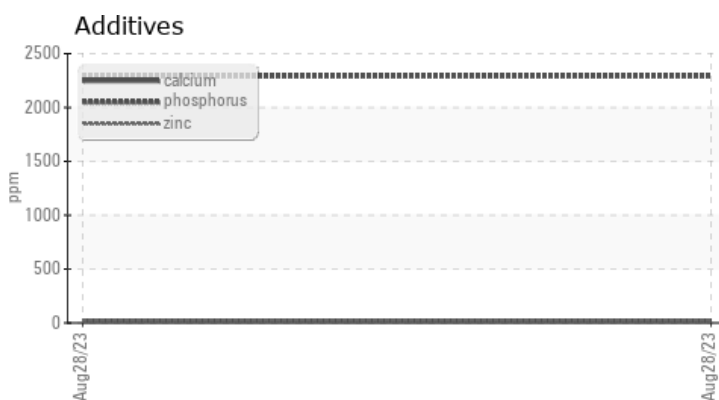 Additives
2500
2000
1500
1000
500
0
ppm
calcium
phosphorus
zinc
Aug28/23
Aug28/23